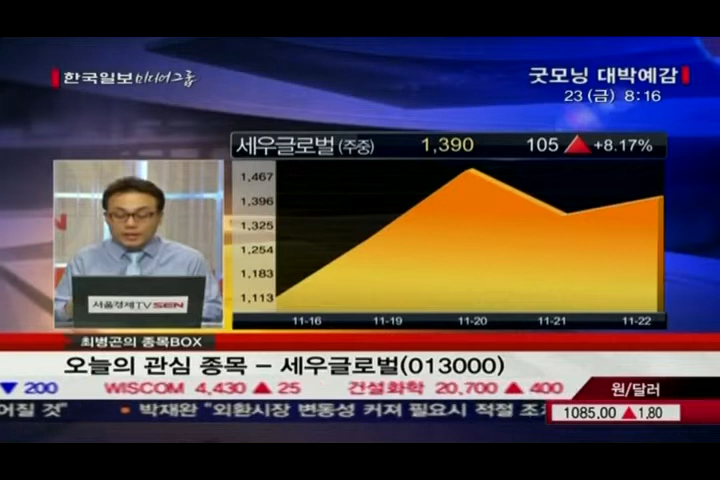 한국일보 미디어그룹
굿모닝 대박예감
23 (금) 8:16
세우글로벌 (주중) 1,390 105 ▲ +8.17%
1,467
1,396
1,325
1,254
1,183
1,113
11-16 11-19 11-20 11-21 11-22
서울경제TV SEN
최병곤의 종목BOX
오늘의 관심 종목 - 세우글로벌(013000)
▼ 200 WISCOM 4,430 ▲ 25 건설화학 20,700 ▲ 400
원/달러
어질 것" • 박재완 "외환시장 변동성 커져 필요시 적절
1085.00 ▲ 1.80